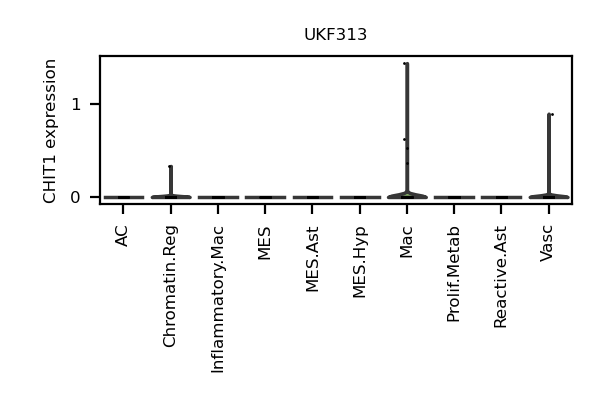 UKF313
CHIT1 expression
1
0
AC
Chromatin.Reg
Inflammatory.Mac
MES
MES.Ast
MES.Hyp
Mac
Prolif.Metab
Reactive.Ast
Vasc